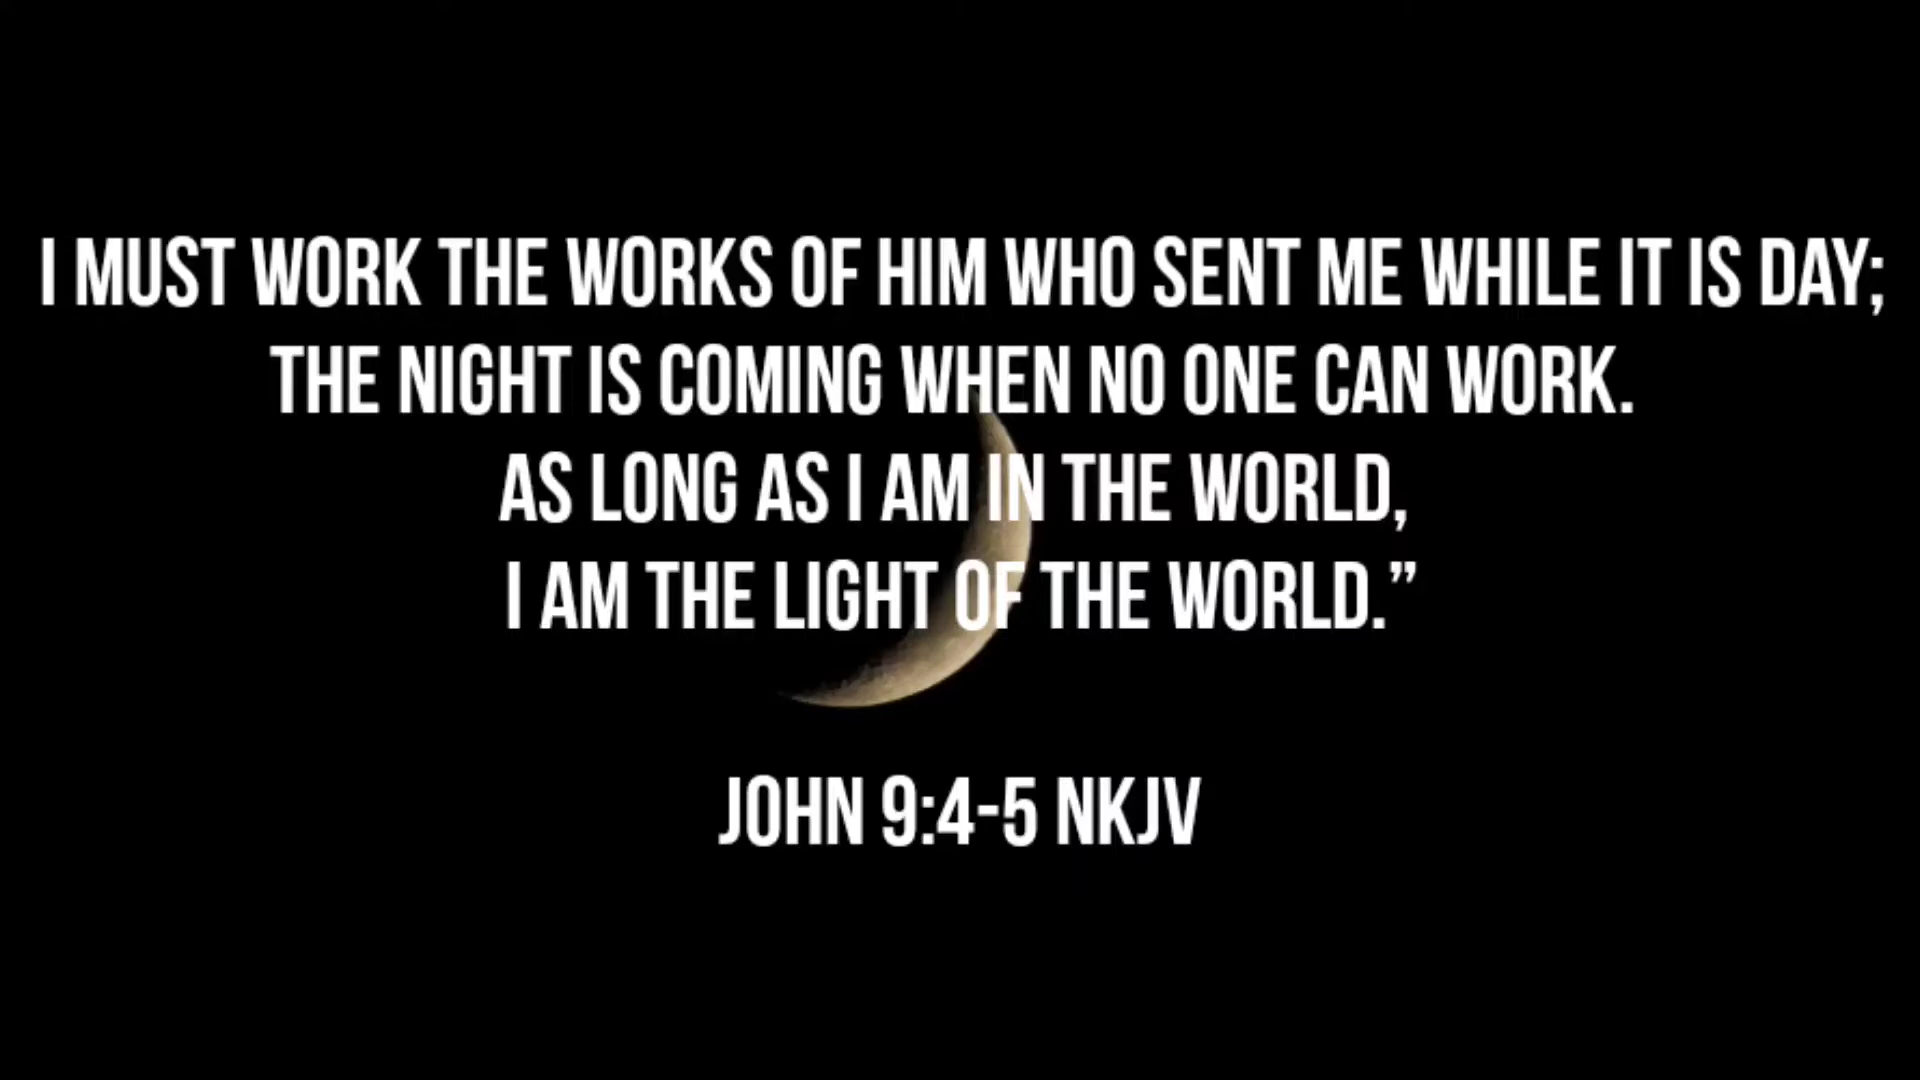 I MUST WORK THE WORKS OF HIM WHO SENT ME WHILE IT IS DAY;
THE NIGHT IS COMING WHEN NO ONE CAN WORK.
AS LONG AS I AM IN THE WORLD,
I AM THE LIGHT OF THE WORLD.”
JOHN 9:4-5 NKJV